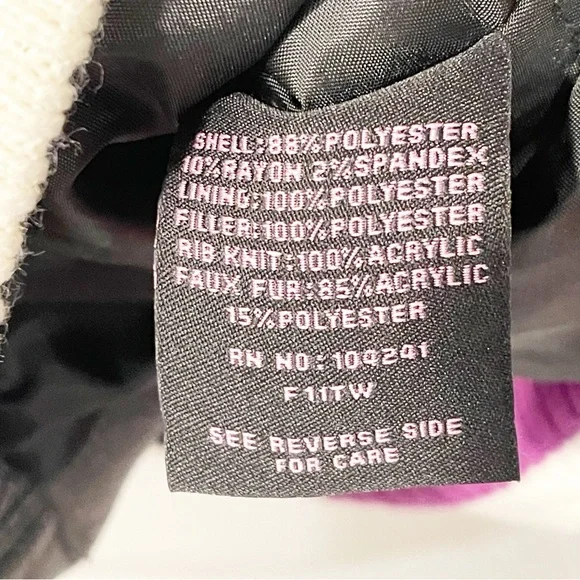 SHELL:88%POLYESTER
10%RAYON 2%SPANDEX
LINING:100%POLYESTER
FILLER:100%POLYESTER
RIB KNIT:100%ACRYLIC
FAUX FUR:85%ACRYLIC
15%POLYESTER
RN NO:104241
F11TW
SEE REVERSE SIDE
FOR CARE